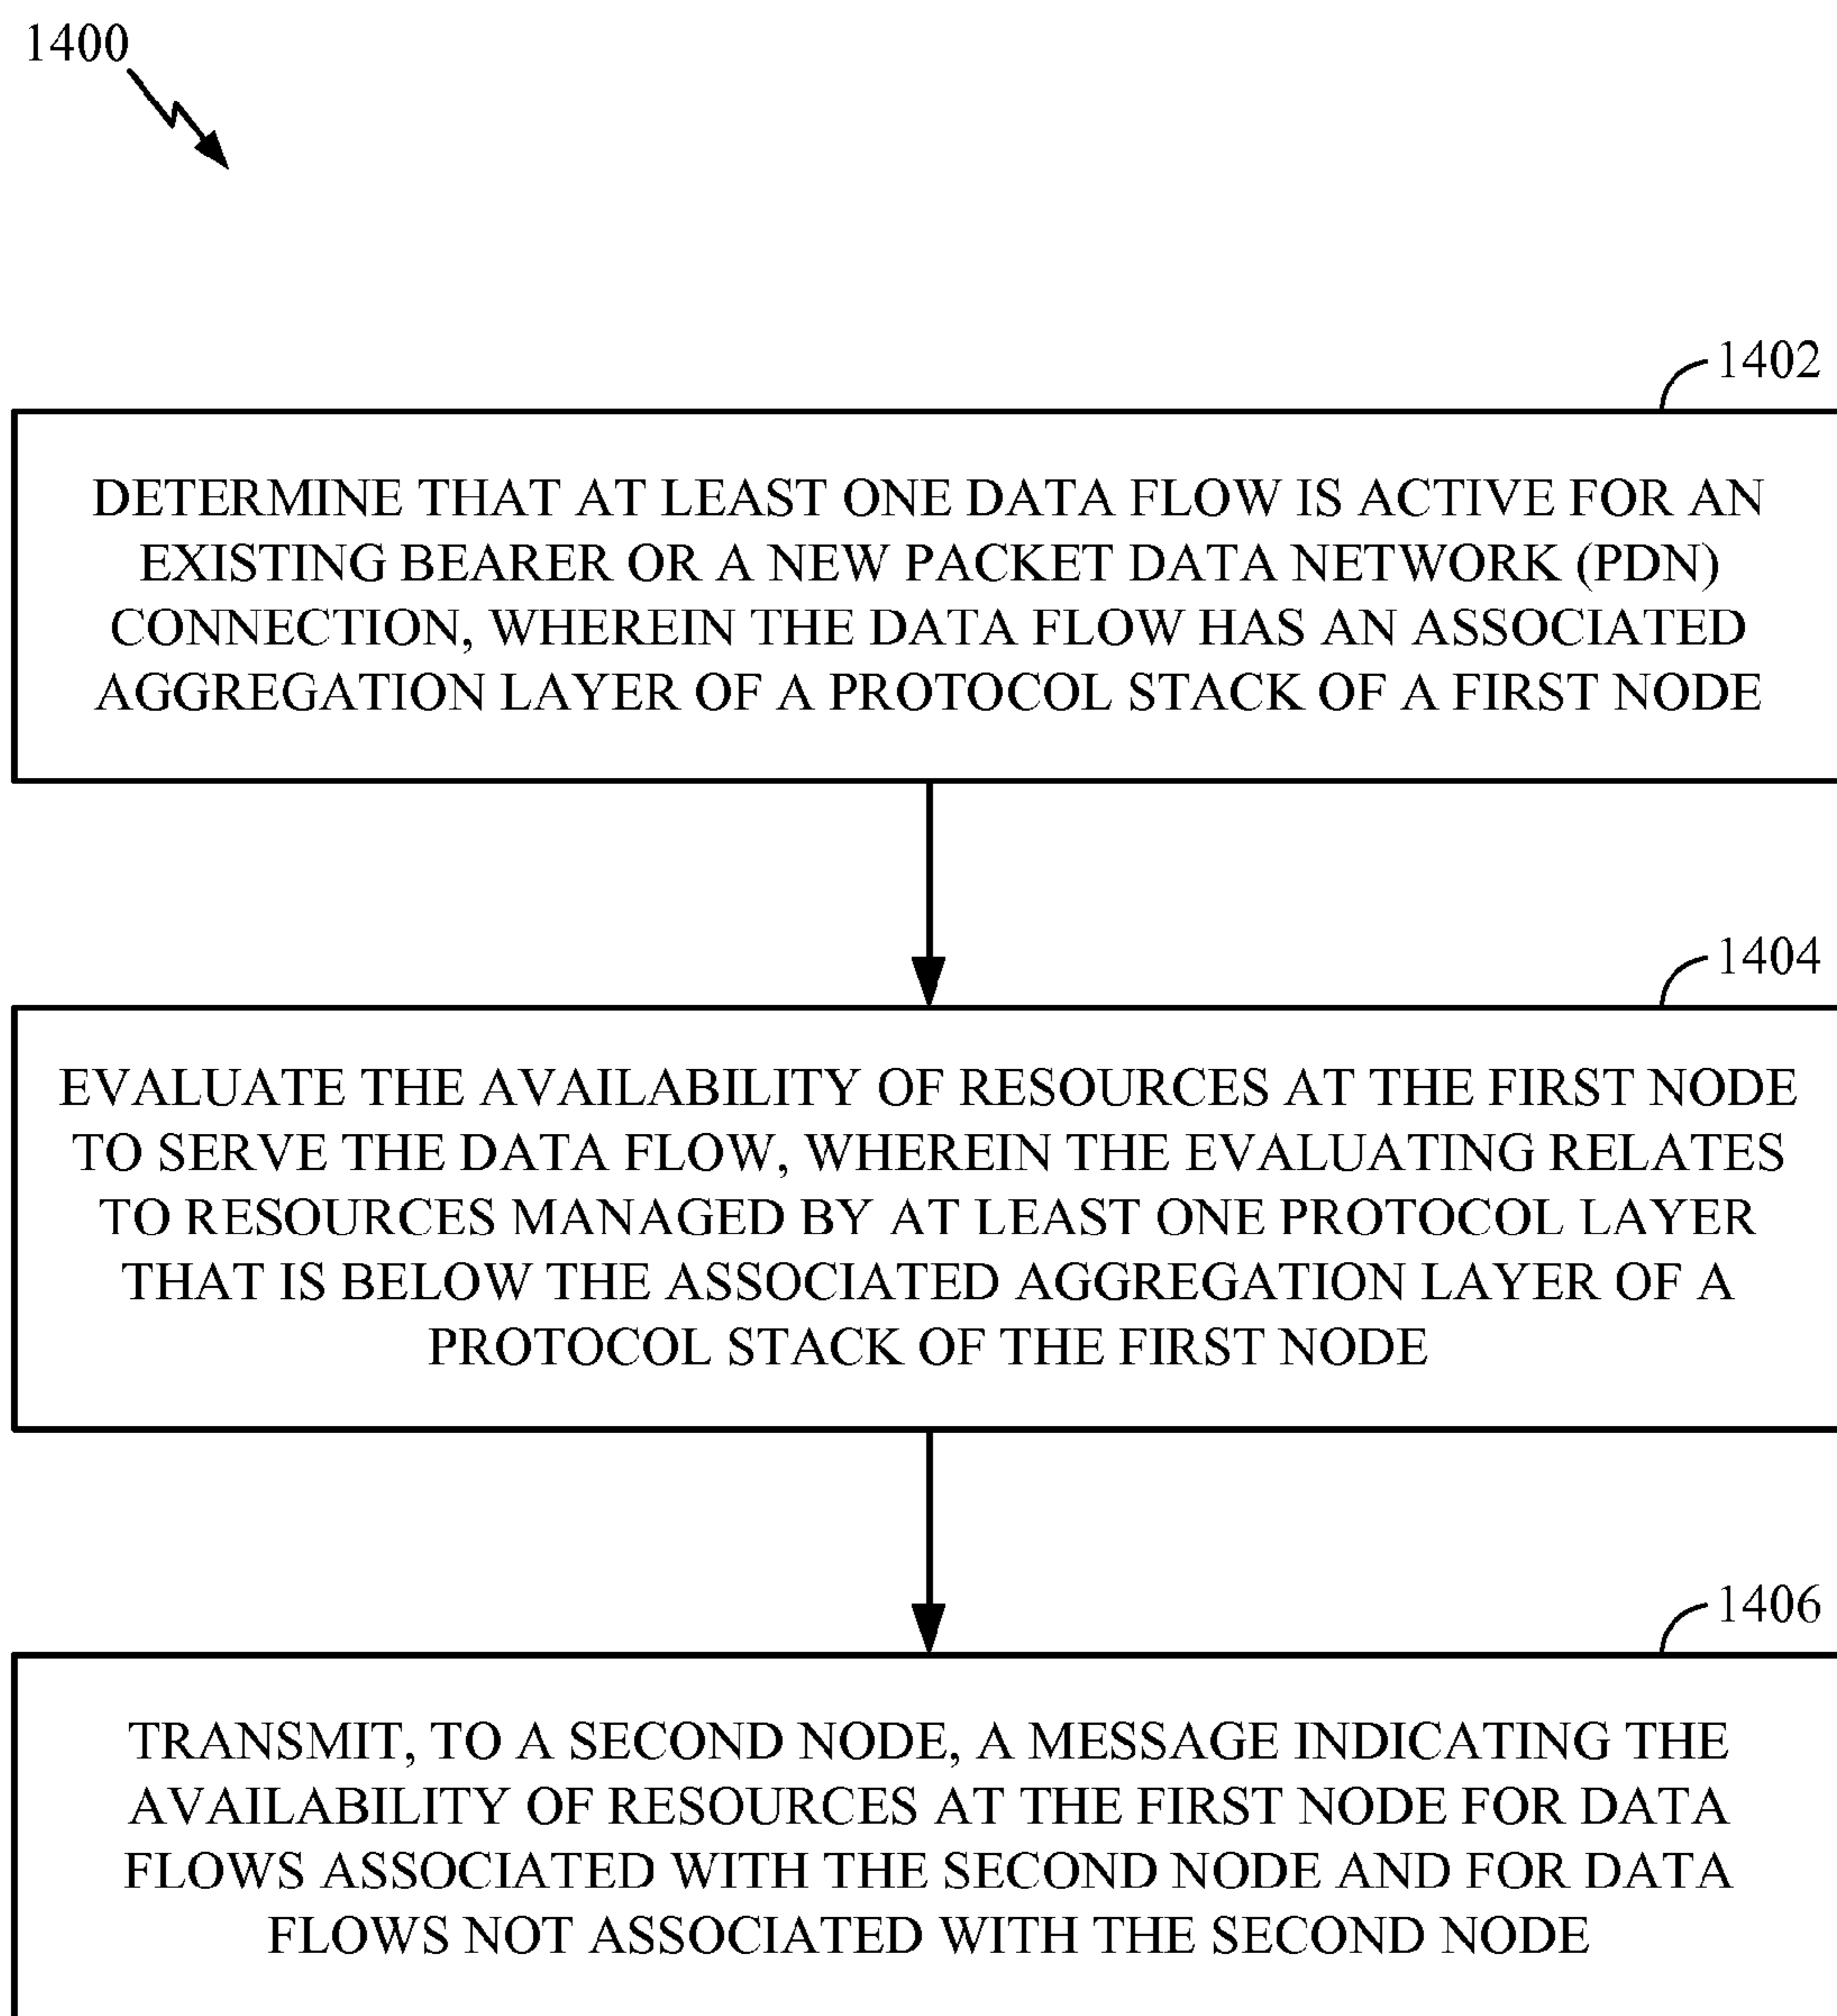 1400
1402
DETERMINE THAT AT LEAST ONE DATA FLOW IS ACTIVE FOR AN
EXISTING BEARER OR A NEW PACKET DATA NETWORK (PDN)
CONNECTION, WHEREIN THE DATA FLOW HAS AN ASSOCIATED
AGGREGATION LAYER OF A PROTOCOL STACK OF A FIRST NODE
1404
EVALUATE THE AVAILABILITY OF RESOURCES AT THE FIRST NODE
TO SERVE THE DATA FLOW, WHEREIN THE EVALUATING RELATES
TO RESOURCES MANAGED BY AT LEAST ONE PROTOCOL LAYER
THAT IS BELOW THE ASSOCIATED AGGREGATION LAYER OF A
PROTOCOL STACK OF THE FIRST NODE
1406
TRANSMIT, TO A SECOND NODE, A MESSAGE INDICATING THE
AVAILABILITY OF RESOURCES AT THE FIRST NODE FOR DATA
FLOWS ASSOCIATED WITH THE SECOND NODE AND FOR DATA
FLOWS NOT ASSOCIATED WITH THE SECOND NODE